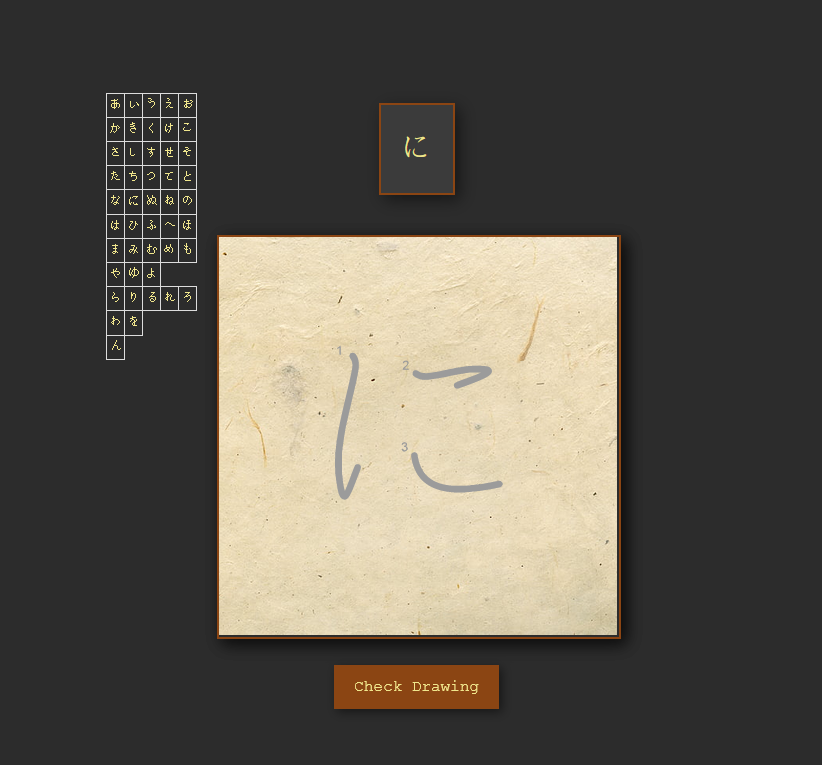 あいうえお
かきくけこ
さしすせそ
たちつてと
なにぬねの
はひふへほ
まみむめも
やゆよ
らりるれろ
わを
ん
に
1 2
に
3
Check Drawing